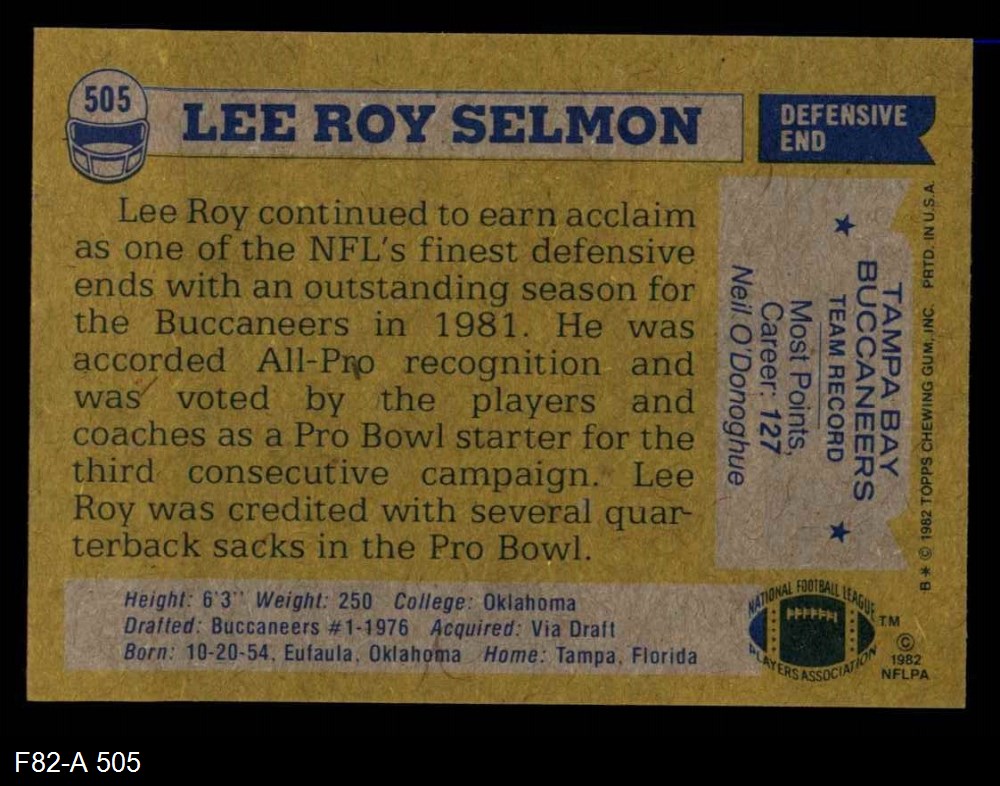 505
LEE ROY SELMON
DEFENSIVE
END
Lee Roy continued to earn acclaim
as one of the NFL's finest defensive
ends with an outstanding season for
the Buccaneers in 1981. He was
accorded All-Pro recognition and
was voted by the players and
coaches as a Pro Bowl starter for the
third consecutive campaign. Lee
Roy was credited with several quar-
terback sacks in the Pro Bowl.
★ TAMPA BAY
BUCCANEERS ★
TEAM RECORD
Most Points,
Career: 127
Neil O'Donoghue
B* © 1982 TOPPS CHEWING GUM, INC. PRTD. IN U.S.A.
Height: 6'3" Weight: 250 College: Oklahoma
Drafted: Buccaneers #1-1976 Acquired: Via Draft
Born: 10-20-54, Eufaula, Oklahoma Home: Tampa, Florida
NATIONAL FOOTBALL LEAGUE
PLAYERS ASSOCIATION
TM
©
1982
NFLPA
F82-A 505